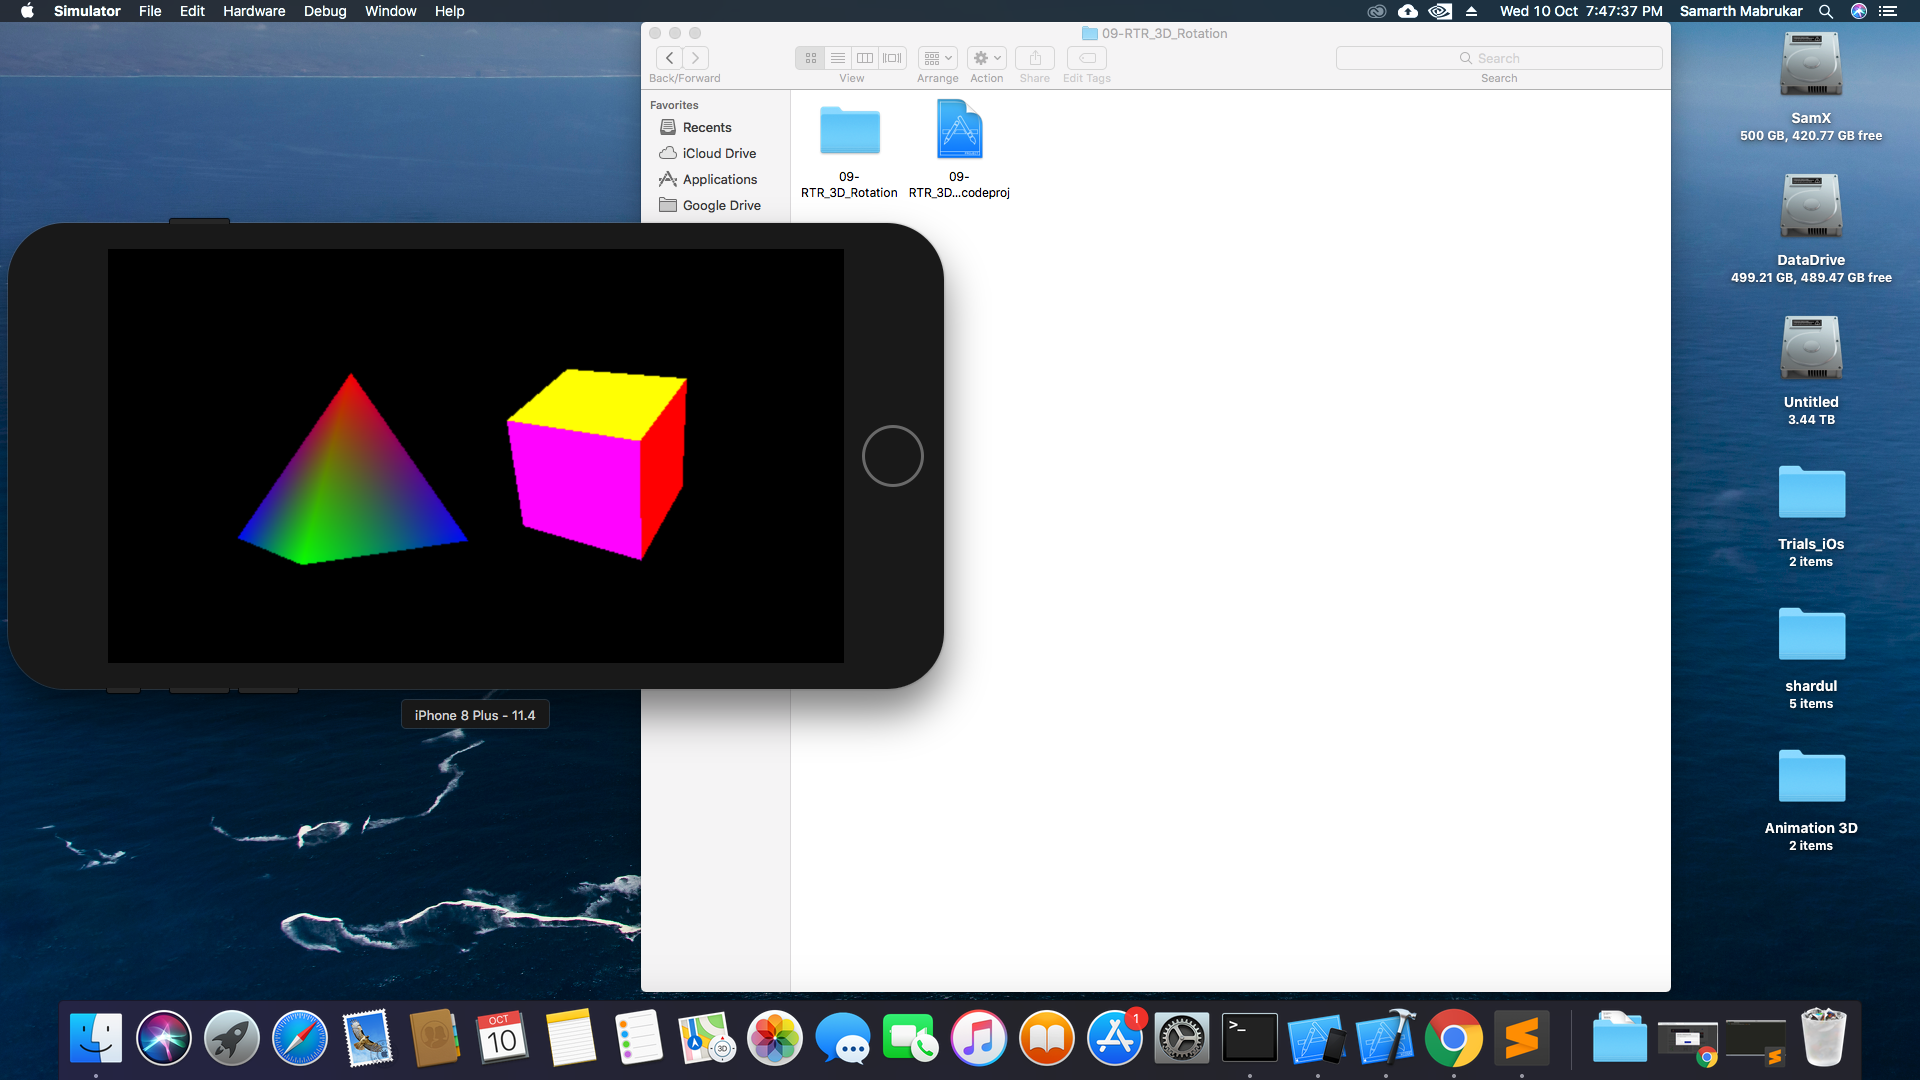 Simulator File Edit Hardware Debug Window Help
Wed 10 Oct 7:47:37 PM Samarth Mabrukar
09-RTR_3D_Rotation
Search
Back/Forward View Arrange Action Share Edit Tags Search
Favorites
Recents
iCloud Drive
Applications
Google Drive
09-
RTR_3D_Rotation
09-
RTR_3D...codeproj
iPhone 8 Plus - 11.4
SamX
500 GB, 420.77 GB free
DataDrive
499.21 GB, 489.47 GB free
Untitled
3.44 TB
Trials_iOs
2 items
shardul
5 items
Animation 3D
2 items
OCT
10
3D
1
>_